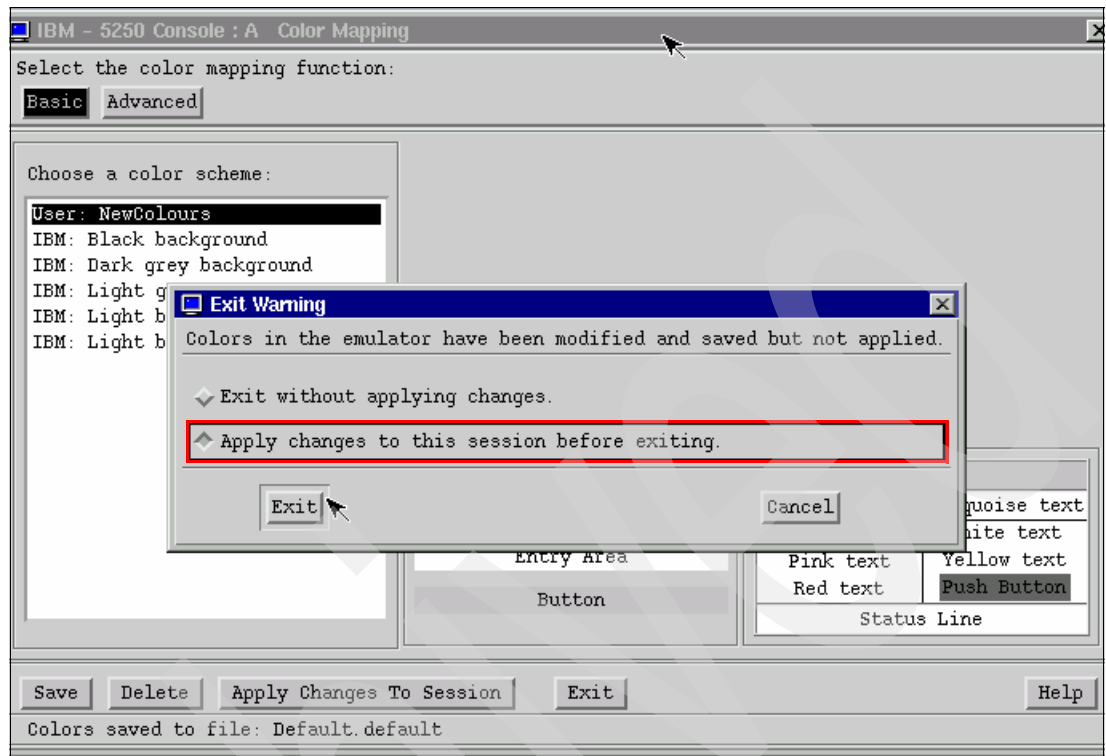 IBM - 5250 Console : A Color Mapping
Select the color mapping function:
Basic Advanced
Choose a color scheme:
User: NewColours
IBM: Black background
IBM: Dark grey background
IBM: Light g
IBM: Light b
IBM: Light b
Exit Warning
Colors in the emulator have been modified and saved but not applied.
Exit without applying changes.
Apply changes to this session before exiting.
Exit Cancel
Entry Area
Button
quoise text
ite text
Pink text Yellow text
Red text Push Button
Status Line
Save Delete Apply Changes To Session Exit Help
Colors saved to file: Default.default